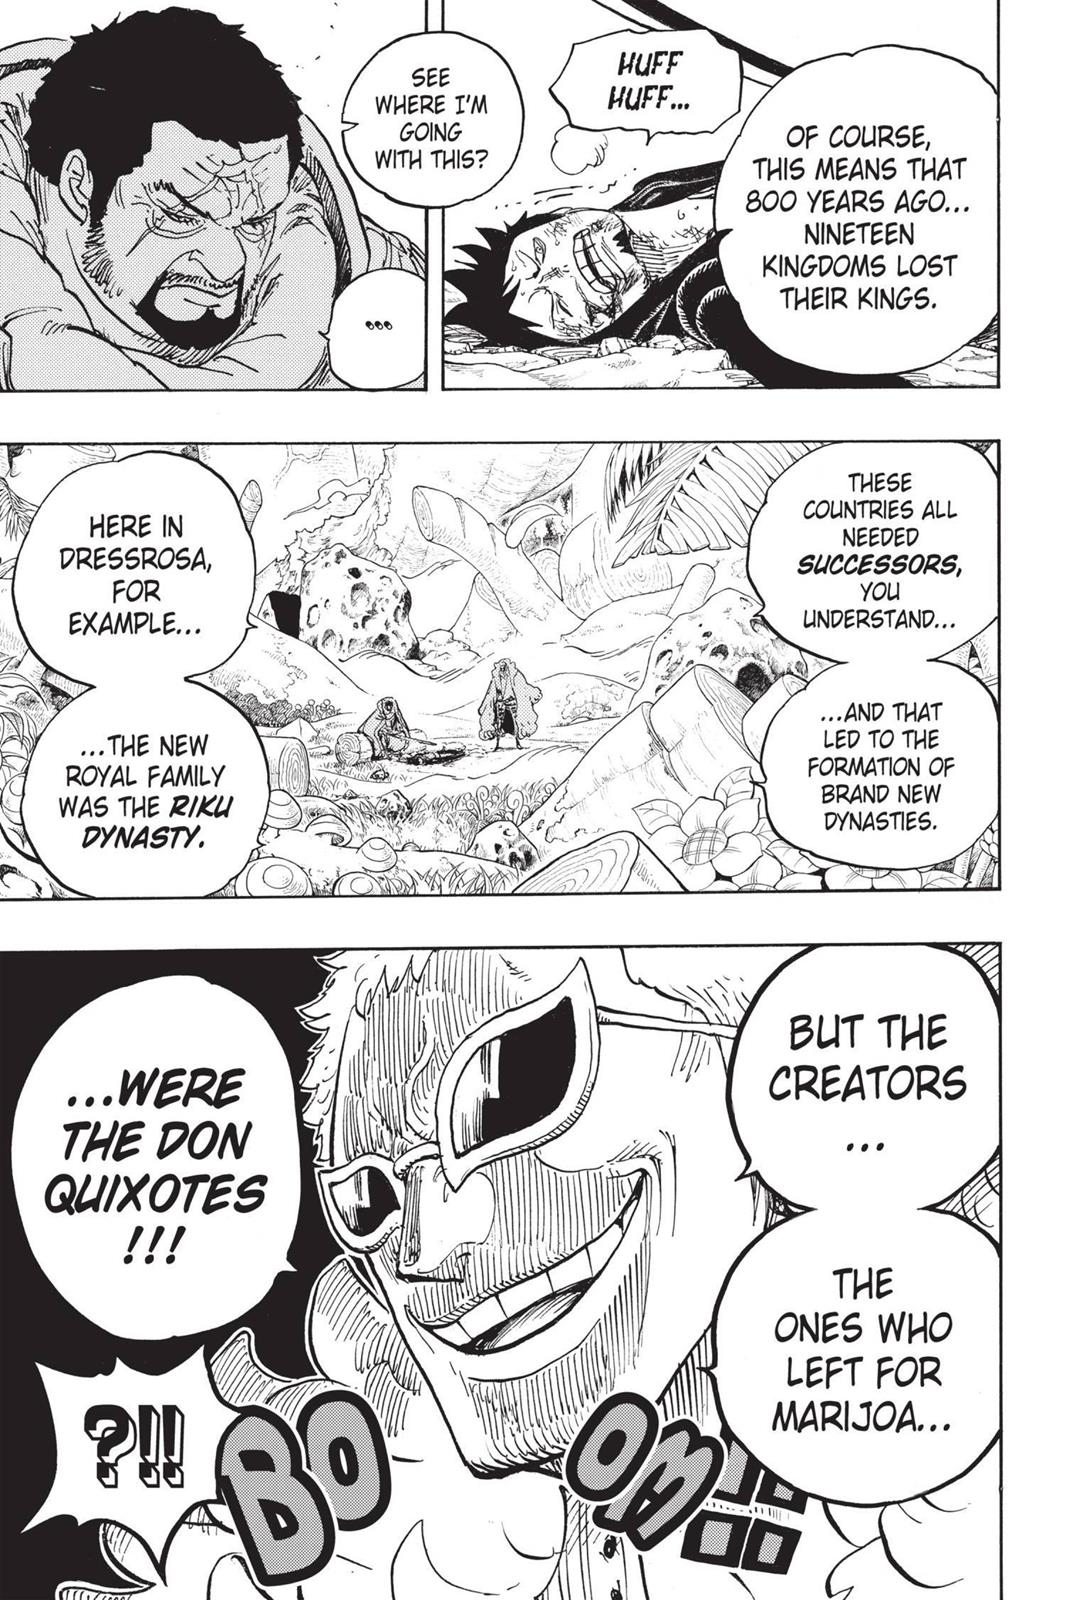 HUFF
HUFF...
OF COURSE,
THIS MEANS THAT
800 YEARS AGO...
NINETEEN
KINGDOMS LOST
THEIR KINGS.
SEE
WHERE I'M
GOING
WITH THIS?
...
THESE
COUNTRIES ALL
NEEDED
SUCCESSORS,
YOU
UNDERSTAND...
...AND THAT
LED TO THE
FORMATION OF
BRAND NEW
DYNASTIES.
HERE IN
DRESSROSA,
FOR
EXAMPLE...
...THE NEW
ROYAL FAMILY
WAS THE RIKU
DYNASTY.
BUT THE
CREATORS
...
THE
ONES WHO
LEFT FOR
MARIJOA...
...WERE
THE DON
QUIXOTES
!!!
?!!
BOOM!!